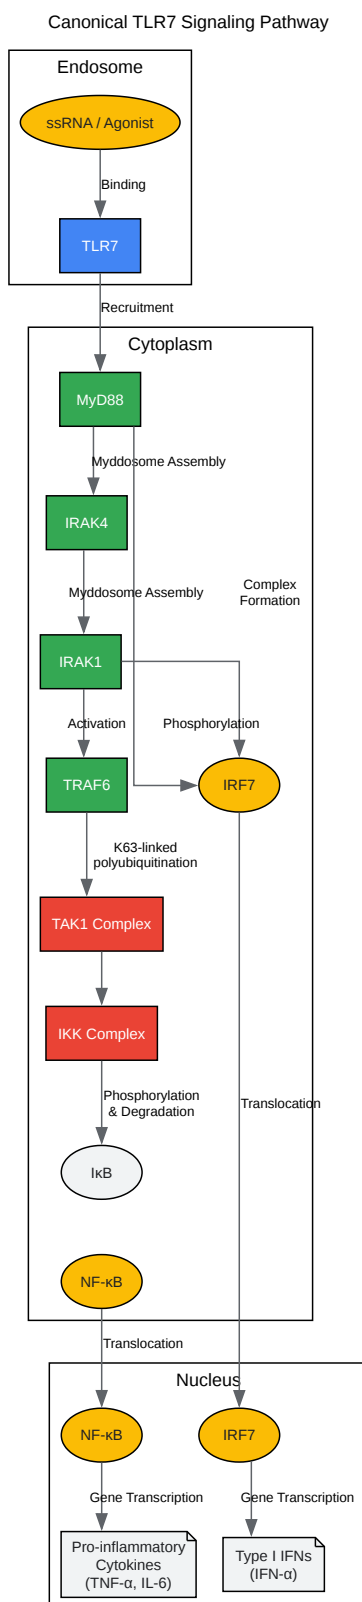 Canonical TLR7 Signaling Pathway
Endosome
ssRNA / Agonist
Binding
TLR7
Recruitment
Cytoplasm
MyD88
Myddosome Assembly
IRAK4
Myddosome Assembly
Complex
Formation
IRAK1
Activation
Phosphorylation
TRAF6
IRF7
K63-linked
polyubiquitination
TAK1 Complex
IKK Complex
Phosphorylation
& Degradation
Translocation
IκB
NF-κB
Translocation
Nucleus
NF-κB
IRF7
Gene Transcription
Gene Transcription
Pro-inflammatory
Cytokines
(TNF-α, IL-6)
Type I IFNs
(IFN-α)